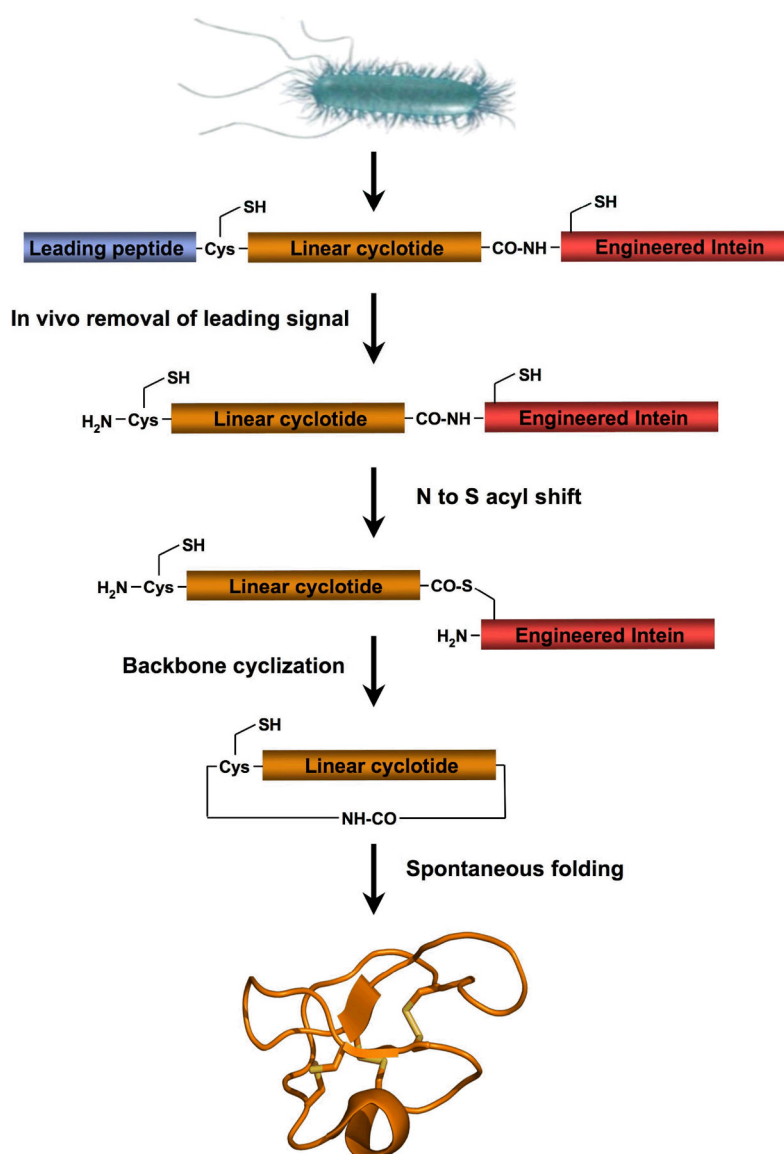 SH
SH
Leading peptide Cys Linear cyclotide CO-NH Engineered Intein
In vivo removal of leading signal
SH
SH
H2N Cys Linear cyclotide CO-NH Engineered Intein
N to S acyl shift
SH
H2N Cys Linear cyclotide CO-S
H2N Engineered Intein
Backbone cyclization
SH
Cys Linear cyclotide
NH-CO
Spontaneous folding